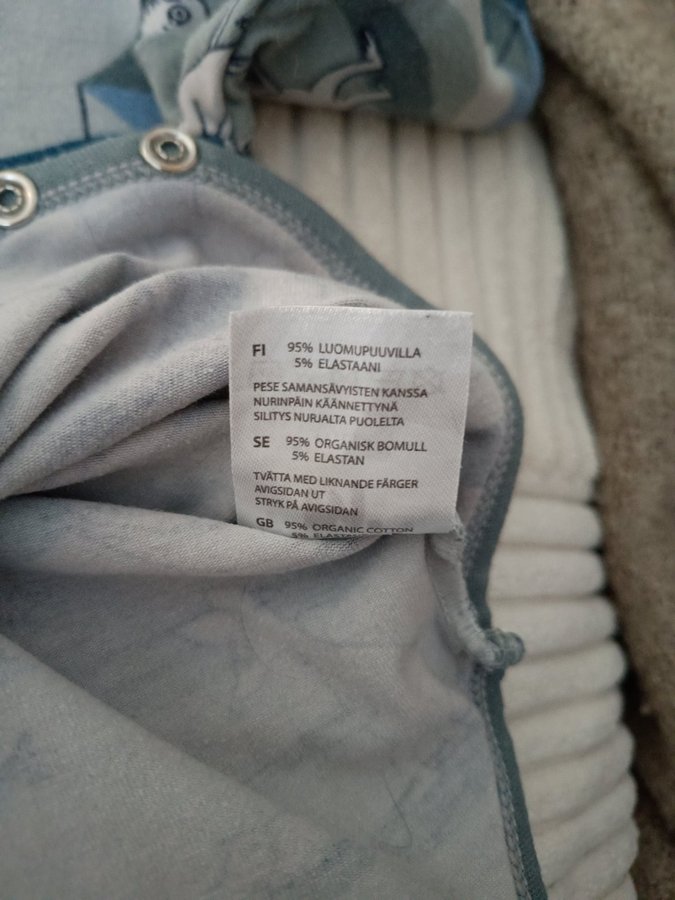 FI 95% LUOMUPUUVILLA
5% ELASTAANI
PESE SAMANSÄVYISTEN KANSSA
NURINPÄIN KÄÄNNETTYNÄ
SILITYS NURJALTA PUOLELTA
SE 95% ORGANISK BOMULL
5% ELASTAN
TVÄTTA MED LIKNANDE FÄRGER
AVIGSIDAN UT
STRYK PÅ AVIGSIDAN
GB 95% ORGANIC COTTON
5%